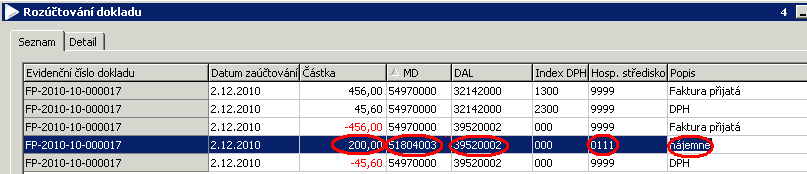 Rozúčtování dokladu 4
Seznam Detail
Evidenční číslo dokladu Datum zaúčtování Částka MD DAL Index DPH Hosp. středisko Popis
FP-2010-10-000017 2.12.2010 456,00 54970000 32142000 1300 9999 Faktura přijatá
FP-2010-10-000017 2.12.2010 45,60 54970000 32142000 2300 9999 DPH
FP-2010-10-000017 2.12.2010 -456,00 54970000 39520002 000 9999 Faktura přijatá
FP-2010-10-000017 2.12.2010 200,00 51804003 39520002 000 0111 nájemne
FP-2010-10-000017 2.12.2010 -45,60 54970000 39520002 000 9999 DPH